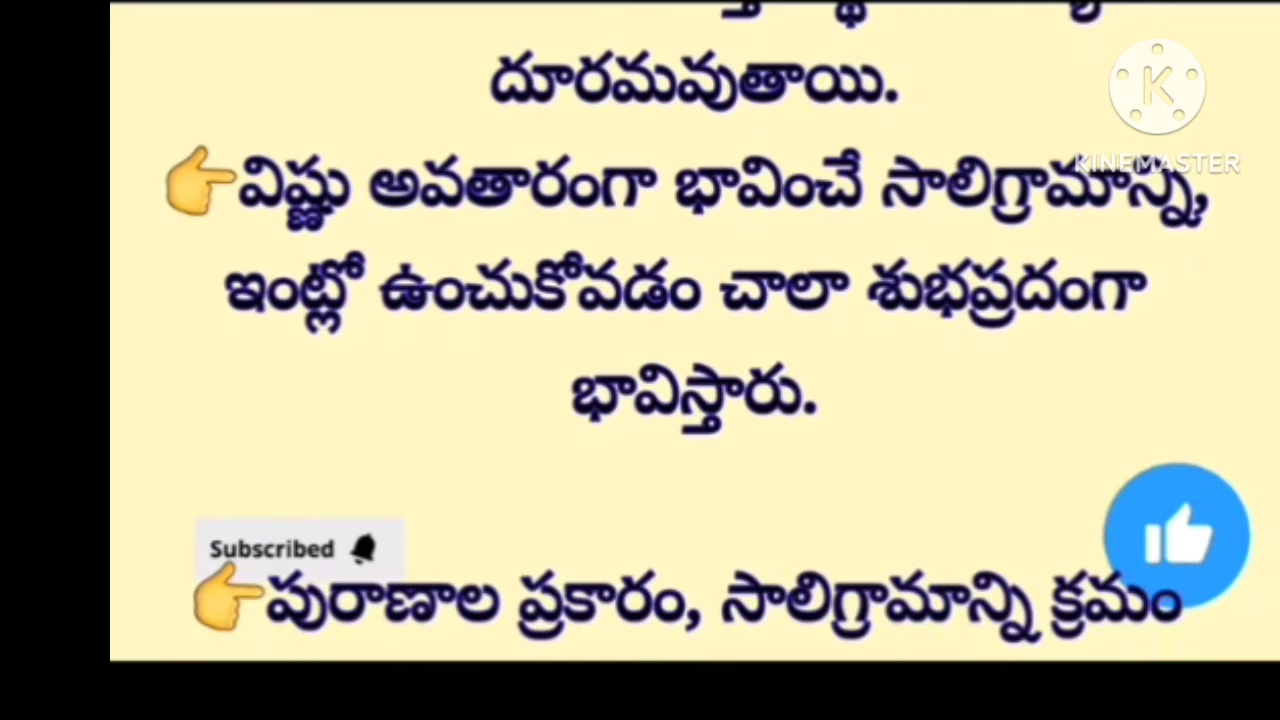 దూరమవుతాయి.
👉విష్ణు అవతారంగా భావించే సాలిగ్రామాన్ని,
KINEMASTER
ఇంట్లో ఉంచుకోవడం చాలా శుభప్రదంగా
భావిస్తారు.
Subscribed
👉పురాణాల ప్రకారం, సాలిగ్రామాన్ని క్రమం